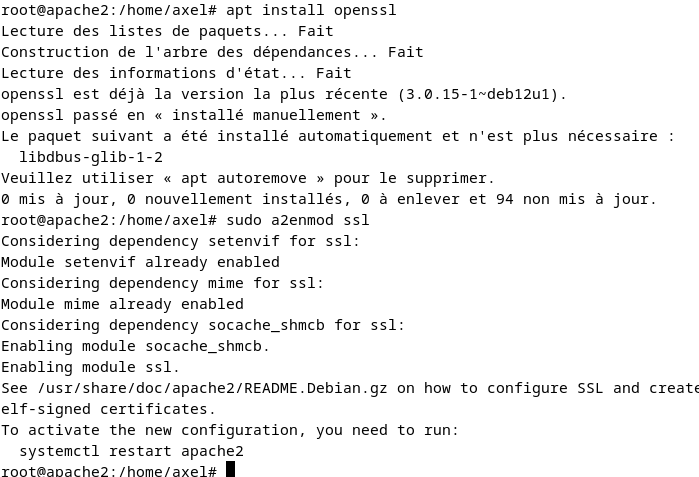 root@apache2:/home/axel# apt install openssl
Lecture des listes de paquets... Fait
Construction de l'arbre des dépendances... Fait
Lecture des informations d'état... Fait
openssl est déjà la version la plus récente (3.0.15-1~deb12u1).
openssl passé en « installé manuellement ».
Le paquet suivant a été installé automatiquement et n'est plus nécessaire :
  libdbus-glib-1-2
Veuillez utiliser « apt autoremove » pour le supprimer.
0 mis à jour, 0 nouvellement installés, 0 à enlever et 94 non mis à jour.
root@apache2:/home/axel# sudo a2enmod ssl
Considering dependency setenvif for ssl:
Module setenvif already enabled
Considering dependency mime for ssl:
Module mime already enabled
Considering dependency socache_shmcb for ssl:
Enabling module socache_shmcb.
Enabling module ssl.
See /usr/share/doc/apache2/README.Debian.gz on how to configure SSL and create
elf-signed certificates.
To activate the new configuration, you need to run:
  systemctl restart apache2
root@apache2:/home/axel#